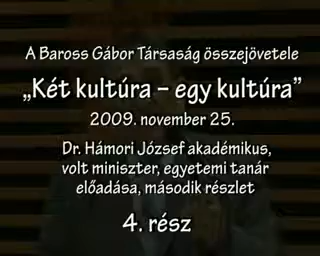 A Baross Gábor Társaság összejövetele
„Két kultúra – egy kultúra”
2009. november 25.
Dr. Hámori József akadémikus,
volt miniszter, egyetemi tanár
előadása, második részlet
4. rész